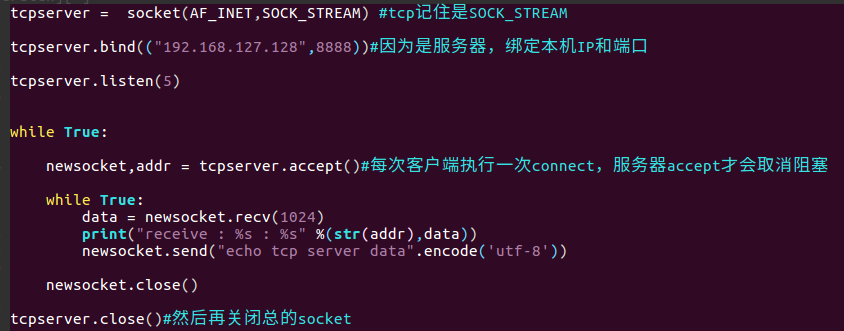 tcpserver =  socket(AF_INET,SOCK_STREAM) #tcp记住是SOCK_STREAM
tcpserver.bind(("192.168.127.128",8888))#因为是服务器，绑定本机IP和端口
tcpserver.listen(5)
while True:
    newsocket,addr = tcpserver.accept()#每次客户端执行一次connect，服务器accept才会取消阻塞
    while True:
        data = newsocket.recv(1024)
        print("receive : %s : %s" %(str(addr),data))
        newsocket.send("echo tcp server data".encode('utf-8'))
    newsocket.close()
tcpserver.close()#然后再关闭总的socket